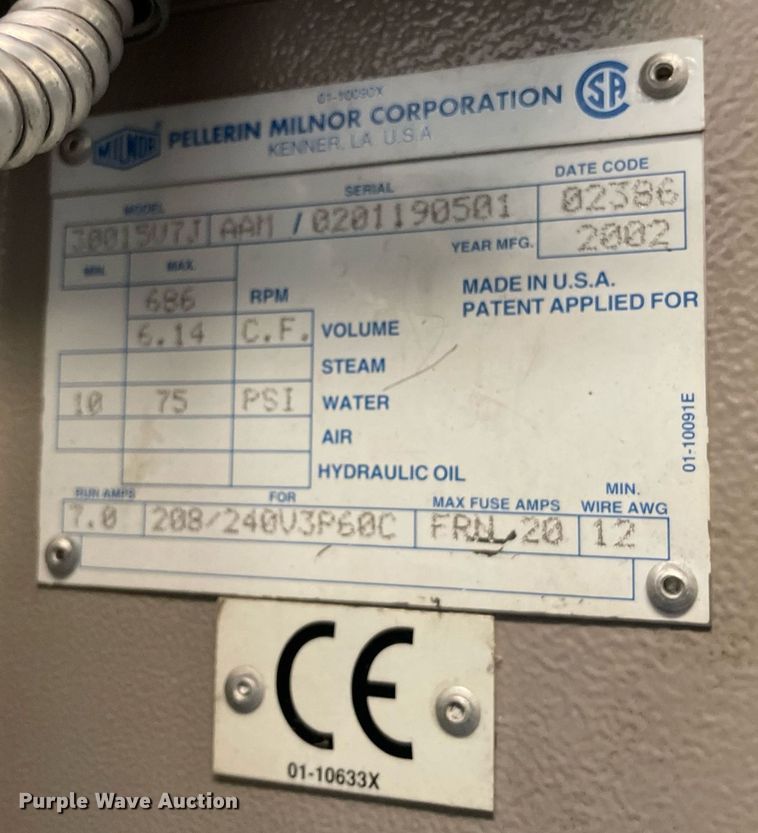 01-10090X
MILNOR PELLERIN MILNOR CORPORATION SA
KENNER, LA. U.S.A
MODEL SERIAL DATE CODE
30015V7J AAM / 0201190501 02386
YEAR MFG. 2002
MIN. MAX.
686 RPM
6.14 C.F. VOLUME
MADE IN U.S.A.
PATENT APPLIED FOR
STEAM
10 75 PSI WATER
AIR
HYDRAULIC OIL
01-10091E
RUN AMPS FOR MAX FUSE AMPS MIN. WIRE AWG
7.0 208/240V3P60C FRN 20 12
CE
01-10633X
Purple Wave Auction